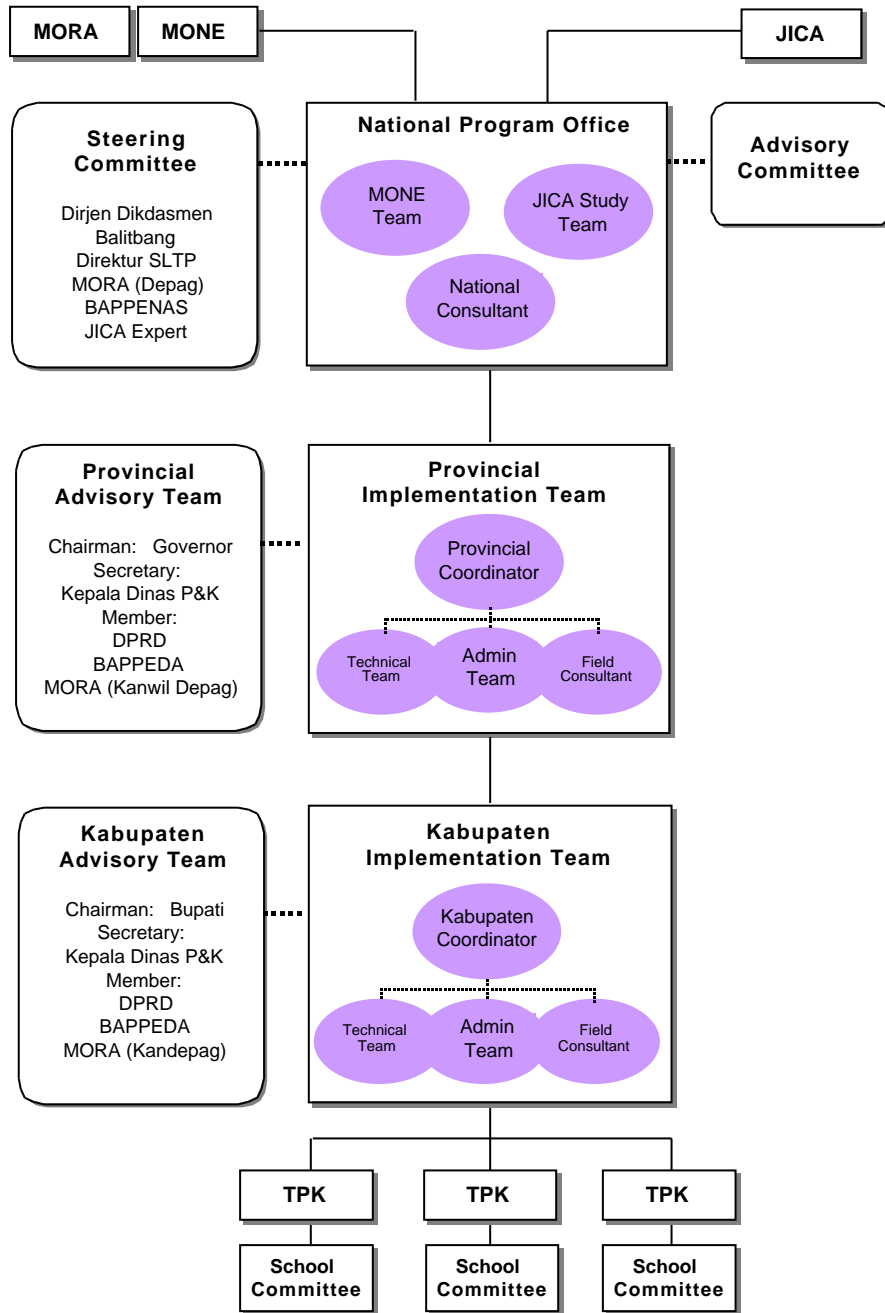 MORA
MONE
JICA
Steering
Committee
Dirjen Dikdasmen
Balitbang
Direktur SLTP
MORA (Depag)
BAPPENAS
JICA Expert
National Program Office
MONE
Team
JICA Study
Team
National
Consultant
Advisory
Committee
Provincial
Advisory Team
Chairman: Governor
Secretary:
Kepala Dinas P&K
Member:
DPRD
BAPPEDA
MORA (Kanwil Depag)
Provincial
Implementation Team
Provincial
Coordinator
Technical
Team
Admin
Team
Field
Consultant
Kabupaten
Advisory Team
Chairman: Bupati
Secretary:
Kepala Dinas P&K
Member:
DPRD
BAPPEDA
MORA (Kandepag)
Kabupaten
Implementation Team
Kabupaten
Coordinator
Technical
Team
Admin
Team
Field
Consultant
TPK
TPK
TPK
School
Committee
School
Committee
School
Committee